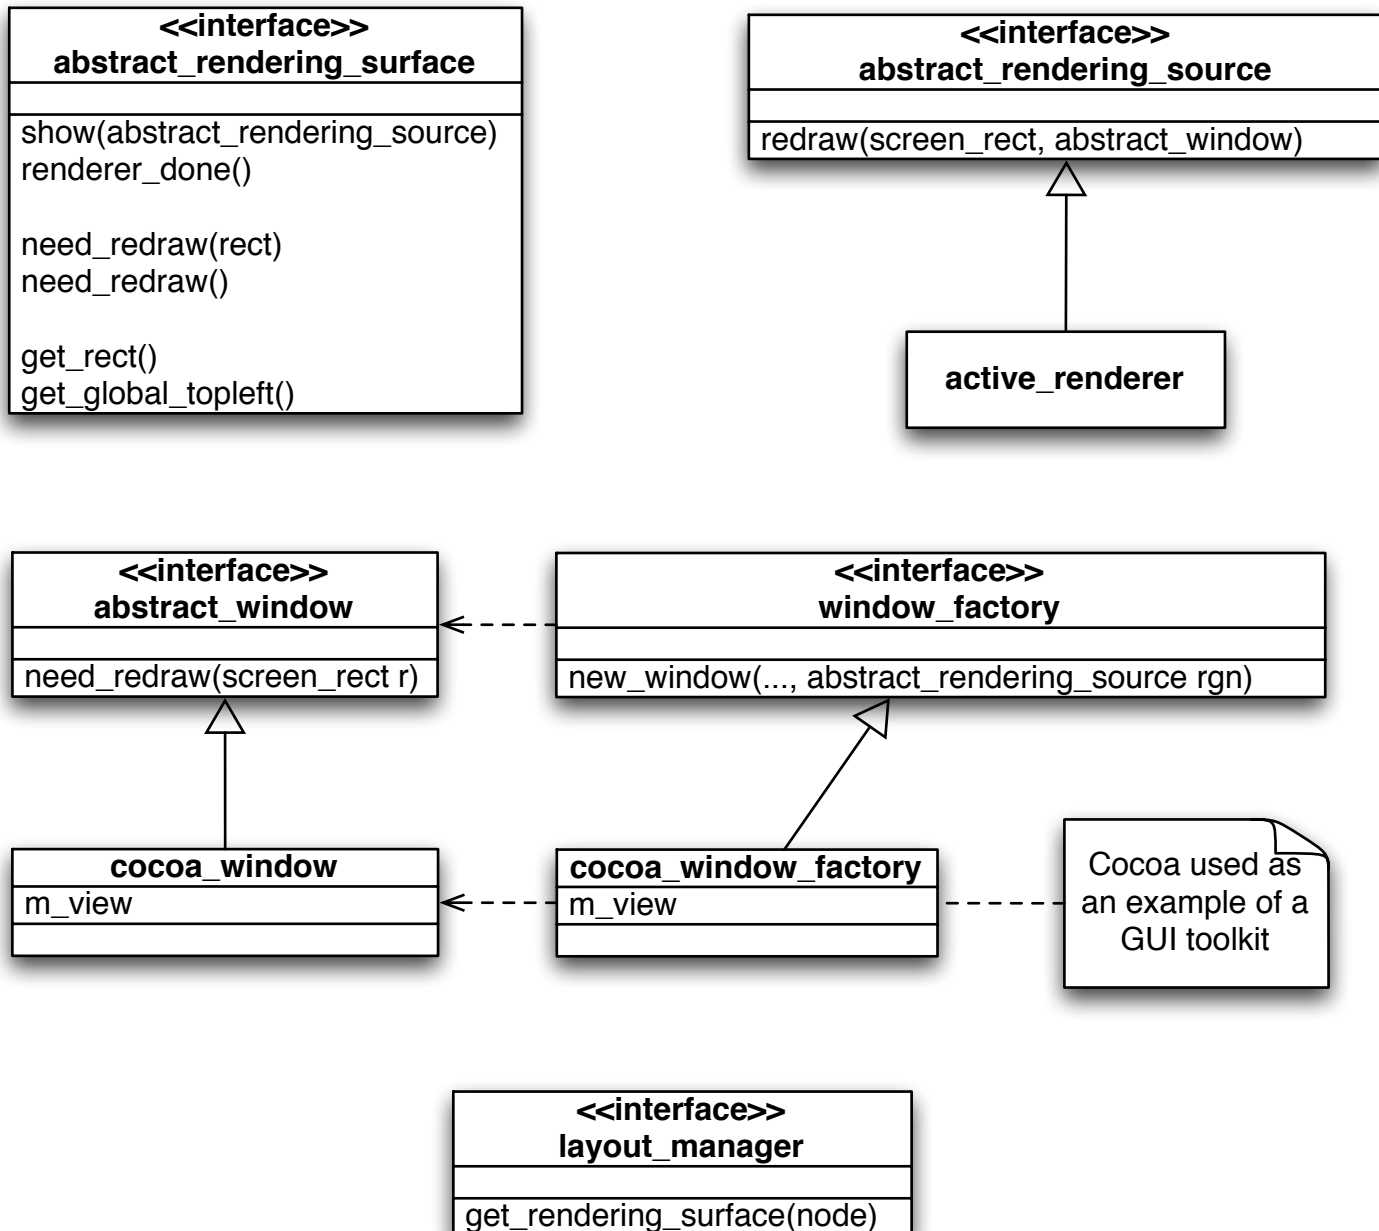 <<interface>>
abstract_rendering_surface
show(abstract_rendering_source)
renderer_done()
need_redraw(rect)
need_redraw()
get_rect()
get_global_topleft()
<<interface>>
abstract_rendering_source
redraw(screen_rect, abstract_window)
active_renderer
<<interface>>
abstract_window
need_redraw(screen_rect r)
<<interface>>
window_factory
new_window(..., abstract_rendering_source rgn)
cocoa_window
m_view
cocoa_window_factory
m_view
Cocoa used as
an example of a
GUI toolkit
<<interface>>
layout_manager
get_rendering_surface(node)